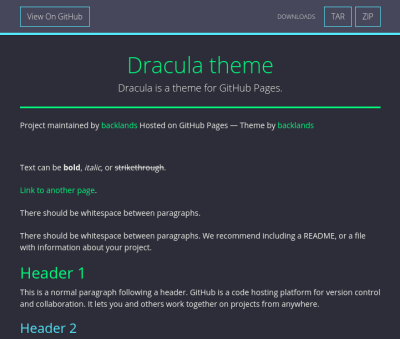 View On GitHub
DOWNLOADS TAR ZIP
Dracula theme
Dracula is a theme for GitHub Pages.
Project maintained by backlands Hosted on GitHub Pages — Theme by backlands
Text can be bold, italic, or strikethrough.
Link to another page.
There should be whitespace between paragraphs.
There should be whitespace between paragraphs. We recommend including a README, or a file
with information about your project.
Header 1
This is a normal paragraph following a header. GitHub is a code hosting platform for version control
and collaboration. It lets you and others work together on projects from anywhere.
Header 2